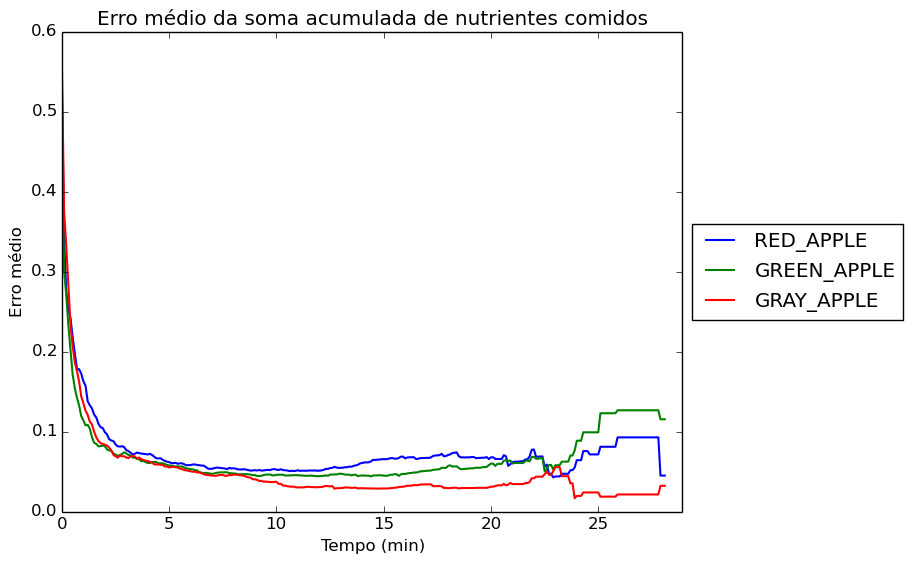 Erro médio da soma acumulada de nutrientes comidos
0.6
0.5
0.4
0.3
0.2
0.1
0.0
Erro médio
0 5 10 15 20 25
Tempo (min)
RED_APPLE
GREEN_APPLE
GRAY_APPLE